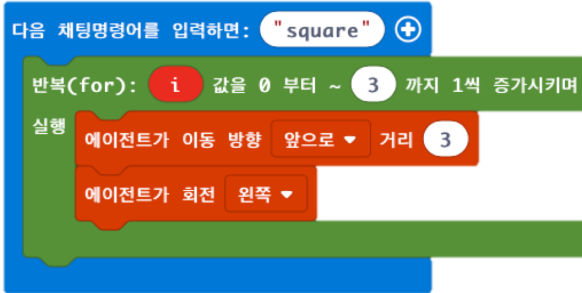 다음 채팅명령어를 입력하면: "square"
반복(for): i 값을 0 부터 ~ 3 까지 1씩 증가시키며
실행
에이전트가 이동 방향 앞으로 거리 3
에이전트가 회전 왼쪽